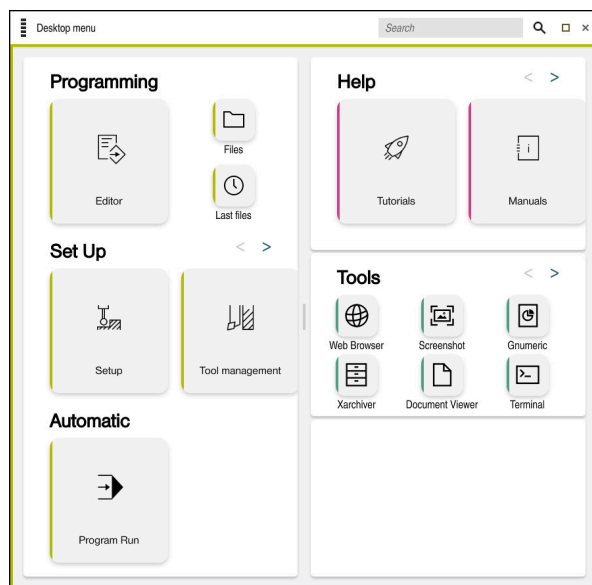 Desktop menu
Search
Programming
Editor
Files
Last files
Set Up
< >
Setup
Tool management
Automatic
Program Run
Help
< >
Tutorials
i
Manuals
Tools
< >
Web Browser
Screenshot
Gnumeric
Xarchiver
Document Viewer
>_
Terminal